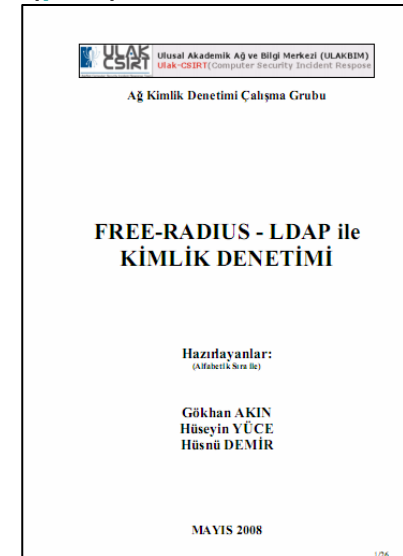 ULAK
CSIRT
Ulusal Akademik Ağ ve Bilgi Merkezi (ULAKBIM)
Ulak-CSIRT(Computer Security Incident Respose
Ağ Kimlik Denetimi Çalışma Grubu
FREE-RADIUS - LDAP ile
KİMLİK DENETİMİ
Hazırlayanlar:
(Alfabetik Sıra ile)
Gökhan AKIN
Hüseyin YÜCE
Hüsnü DEMİR
MAYIS 2008
1/26